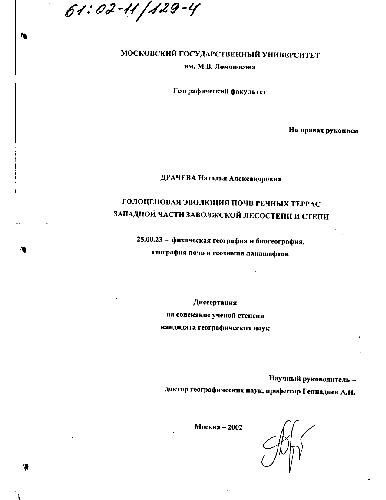 61:02-11/129-4
МОСКОВСКИЙ ГОСУДАРСТВЕННЫЙ УНИВЕРСИТЕТ
им. М.В. Ломоносова
Географический факультет
На правах рукописи
ДРАЧЕВА Наталья Александровна
ГОЛОЦЕНОВАЯ ЭВОЛЮЦИЯ ПОЧВ РЕЧНЫХ ТЕРРАС
ЗАПАДНОЙ ЧАСТИ ЗАВОЛЖСКОЙ ЛЕСОСТЕПИ И СТЕПИ
25.00.23 – физическая география и биогеография,
география почв и геохимия ландшафтов
Диссертация
на соискание ученой степени
кандидата географических наук
Научный руководитель –
доктор географических наук, профессор Геннадиев А.Н.
Москва – 2002